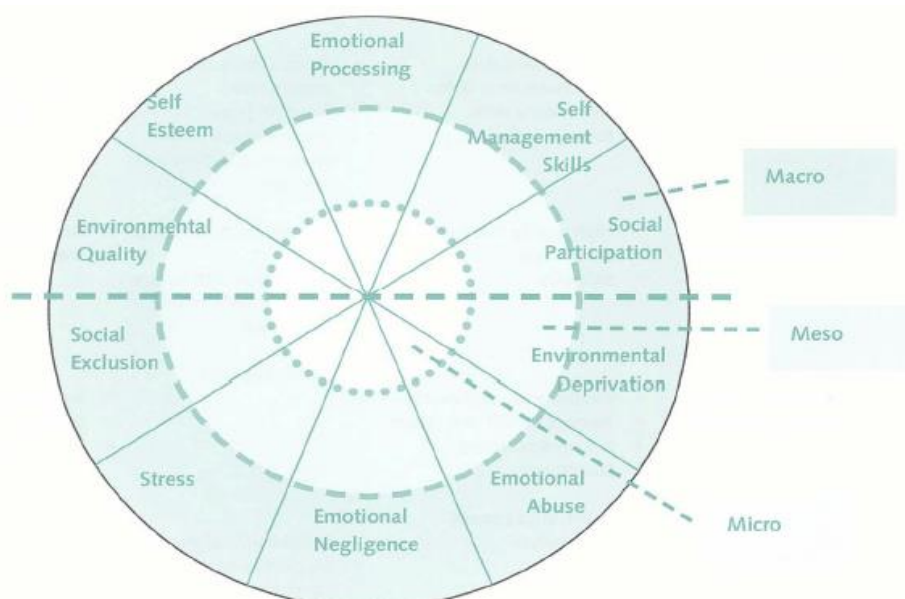 Emotional
Processing
Self
Esteem
Self
Management
Skills
Macro
Environmental
Quality
Social
Participation
Social
Exclusion
Meso
Environmental
Deprivation
Stress
Emotional
Abuse
Emotional
Negligence
Micro